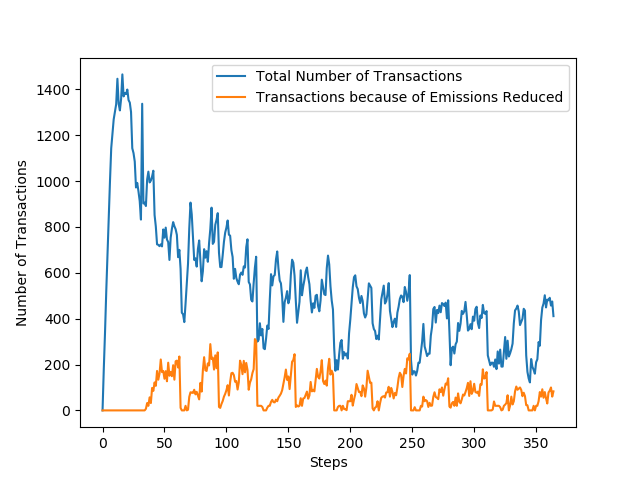 Total Number of Transactions
Transactions because of Emissions Reduced
Number of Transactions
1400
1200
1000
800
600
400
200
0
0 50 100 150 200 250 300 350
Steps